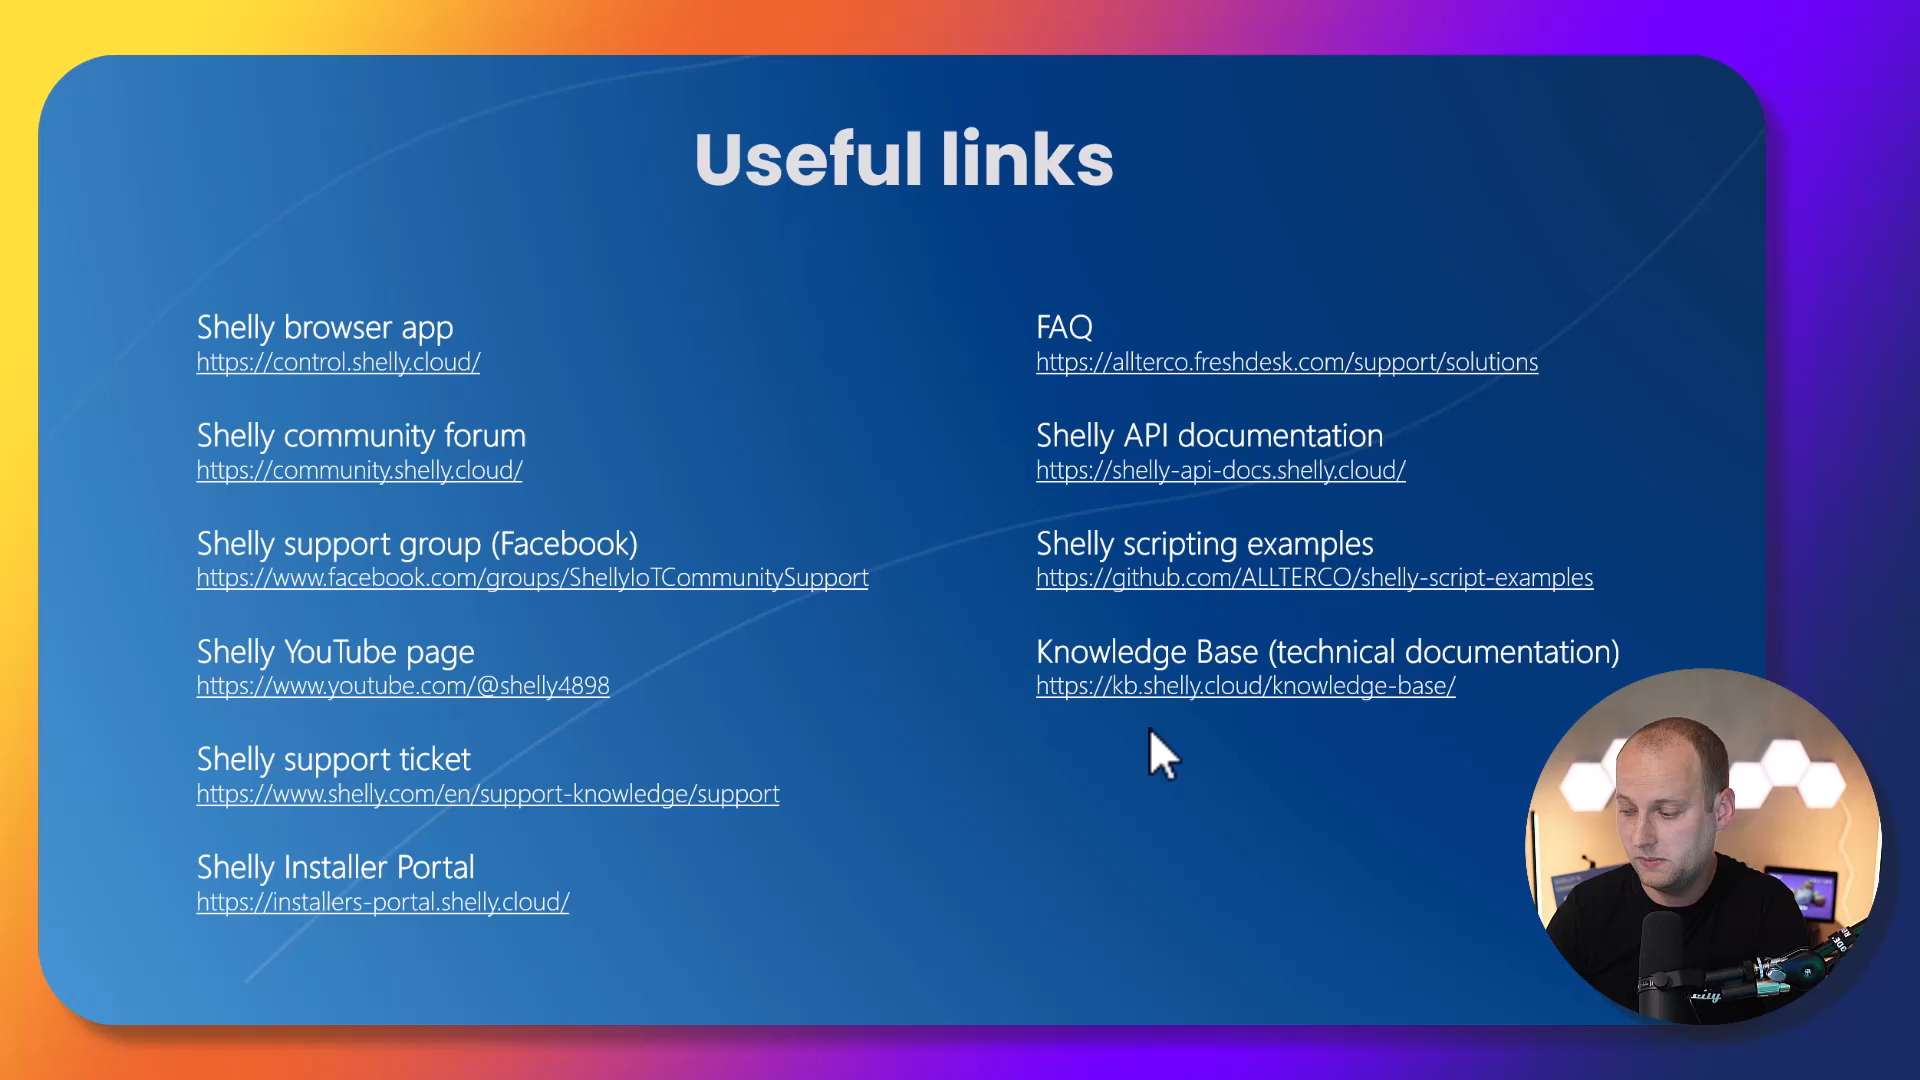 Useful links
Shelly browser app
https://control.shelly.cloud/
Shelly community forum
https://community.shelly.cloud/
Shelly support group (Facebook)
https://www.facebook.com/groups/ShellyIoTCommunitySupport
Shelly YouTube page
https://www.youtube.com/@shelly4898
Shelly support ticket
https://www.shelly.com/en/support-knowledge/support
Shelly Installer Portal
https://installers-portal.shelly.cloud/
FAQ
https://allterco.freshdesk.com/support/solutions
Shelly API documentation
https://shelly-api-docs.shelly.cloud/
Shelly scripting examples
https://github.com/ALLTERCO/shelly-script-examples
Knowledge Base (technical documentation)
https://kb.shelly.cloud/knowledge-base/